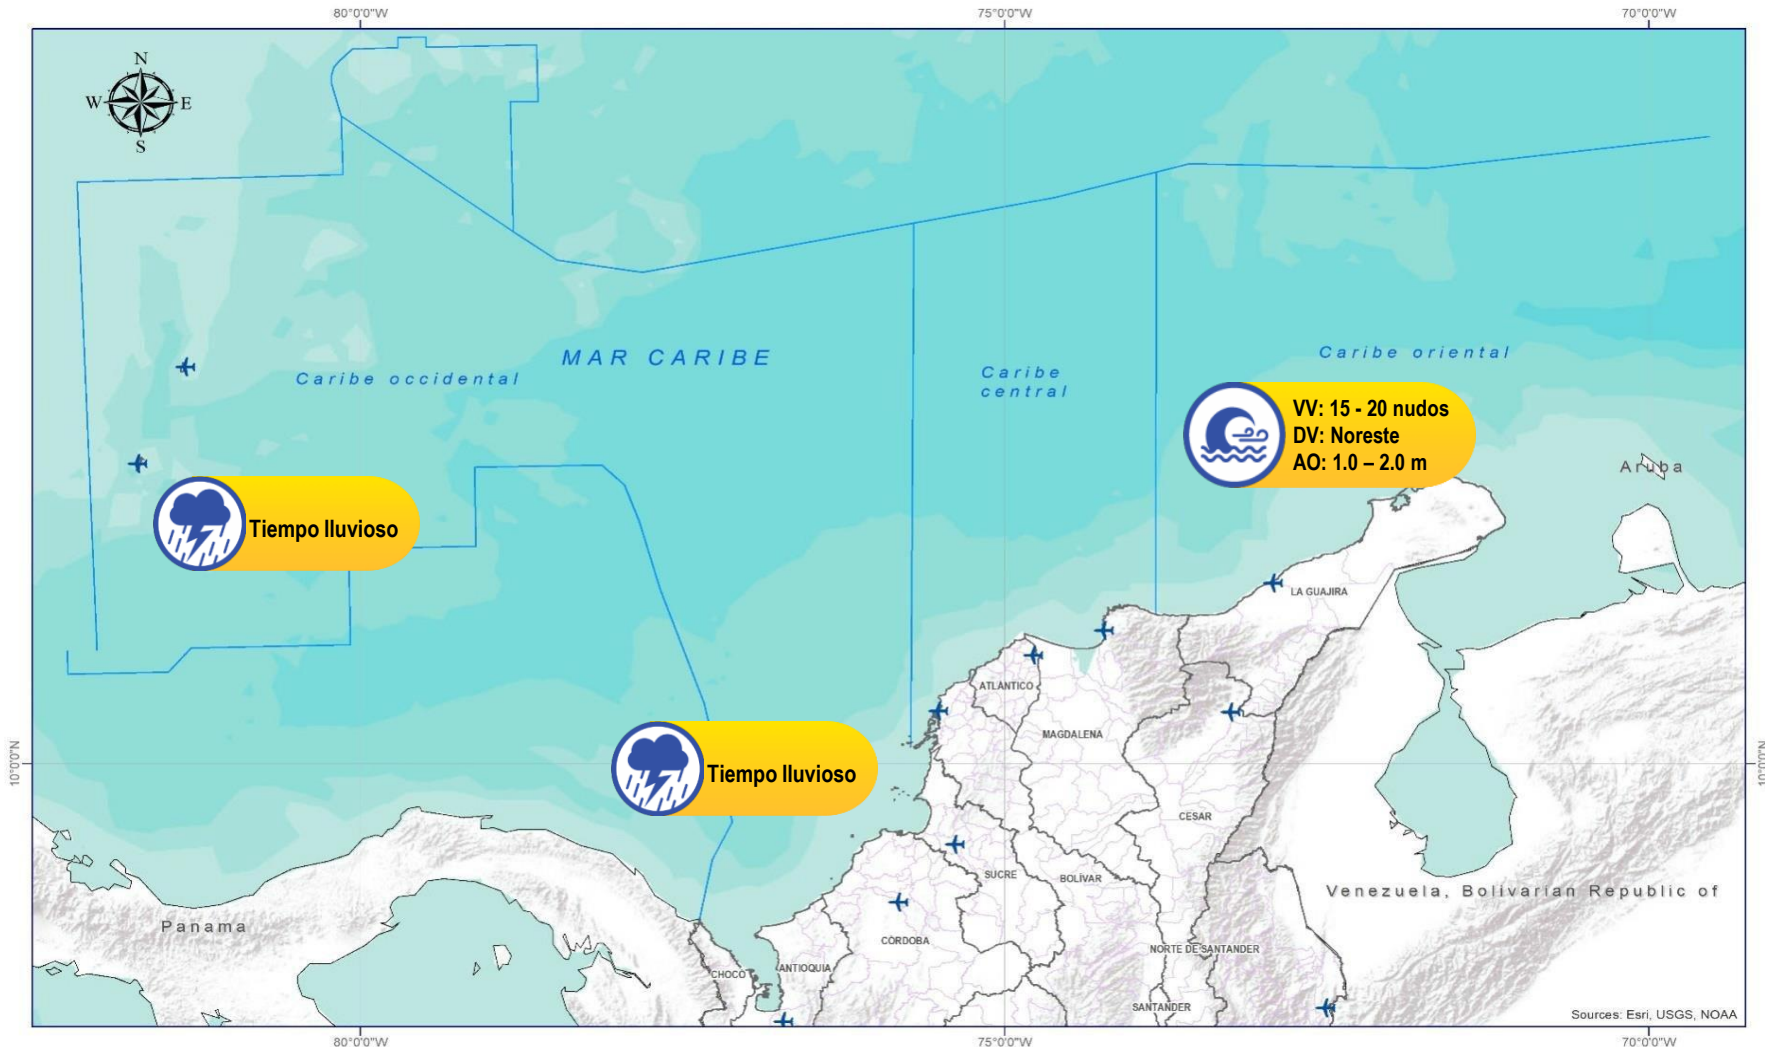 80°0'0"W
75°0'0"W
70°0'0"W
N
W
E
S
MAR CARIBE
Caribe occidental
Caribe
central
Caribe oriental
VV: 15 - 20 nudos
DV: Noreste
AO: 1.0 – 2.0 m
Aruba
Tiempo lluvioso
LA GUAJIRA
ATLÁNTICO
MAGDALENA
10°0'0"N
10°0'0"N
Tiempo lluvioso
CESAR
SUCRE
BOLÍVAR
Venezuela, Bolivarian Republic of
Panama
CÓRDOBA
NORTE DE SANTANDER
CHOCO
ANTIOQUIA
SANTANDER
Sources: Esri, USGS, NOAA
80°0'0"W
75°0'0"W
70°0'0"W